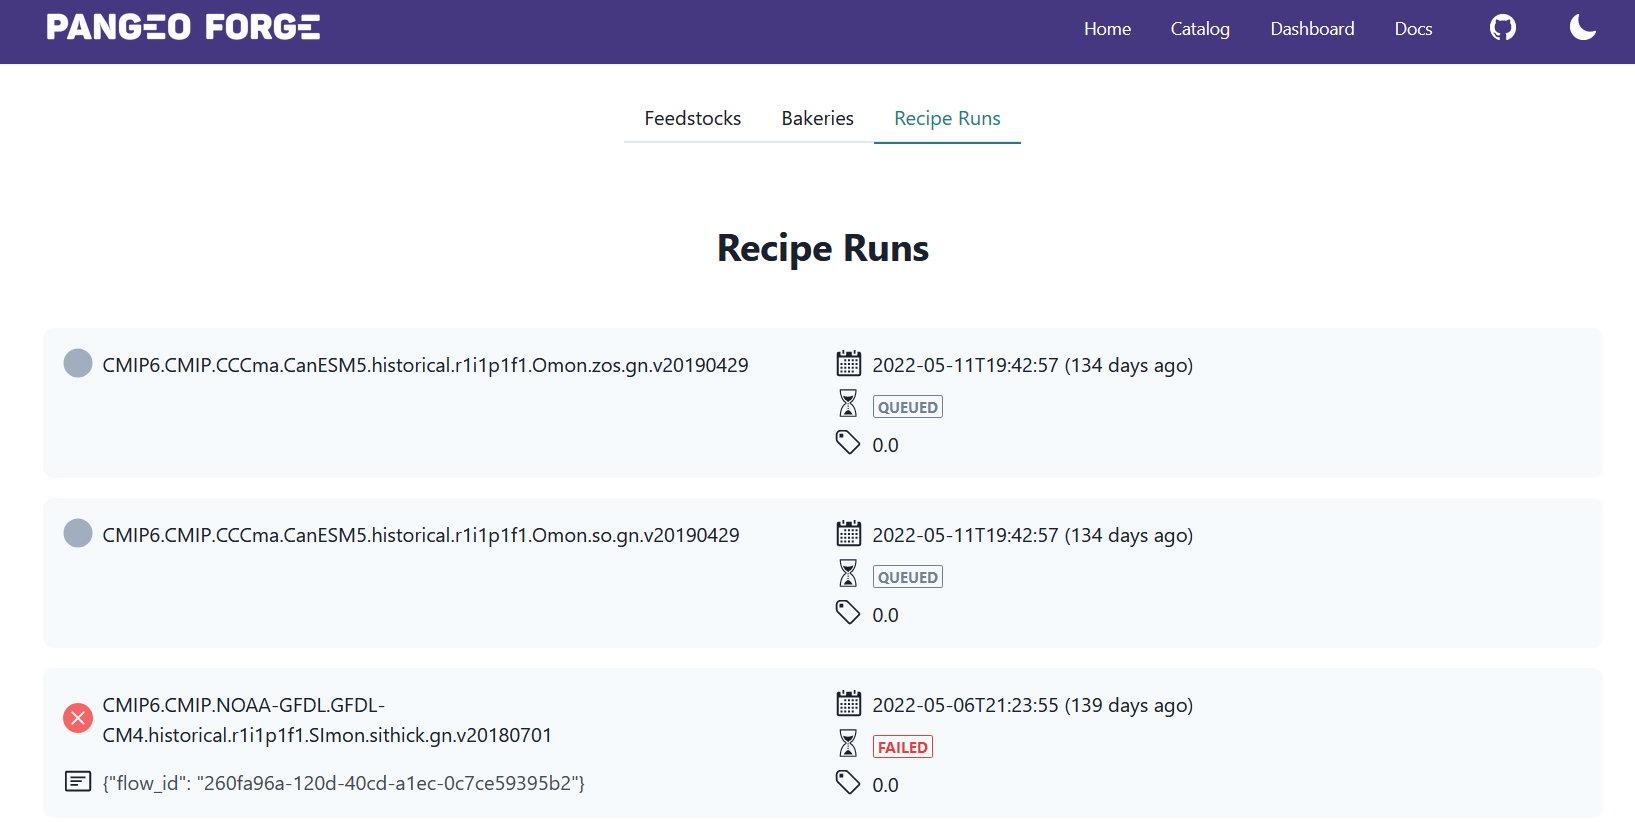 PANGEO FORGE
Home Catalog Dashboard Docs
Feedstocks Bakeries Recipe Runs
Recipe Runs
CMIP6.CMIP.CCCma.CanESM5.historical.r1i1p1f1.Omon.zos.gn.v20190429
2022-05-11T19:42:57 (134 days ago)
QUEUED
0.0
CMIP6.CMIP.CCCma.CanESM5.historical.r1i1p1f1.Omon.so.gn.v20190429
2022-05-11T19:42:57 (134 days ago)
QUEUED
0.0
CMIP6.CMIP.NOAA-GFDL.GFDL-
CM4.historical.r1i1p1f1.SImon.sithick.gn.v20180701
{"flow_id": "260fa96a-120d-40cd-a1ec-0c7ce59395b2"}
2022-05-06T21:23:55 (139 days ago)
FAILED
0.0